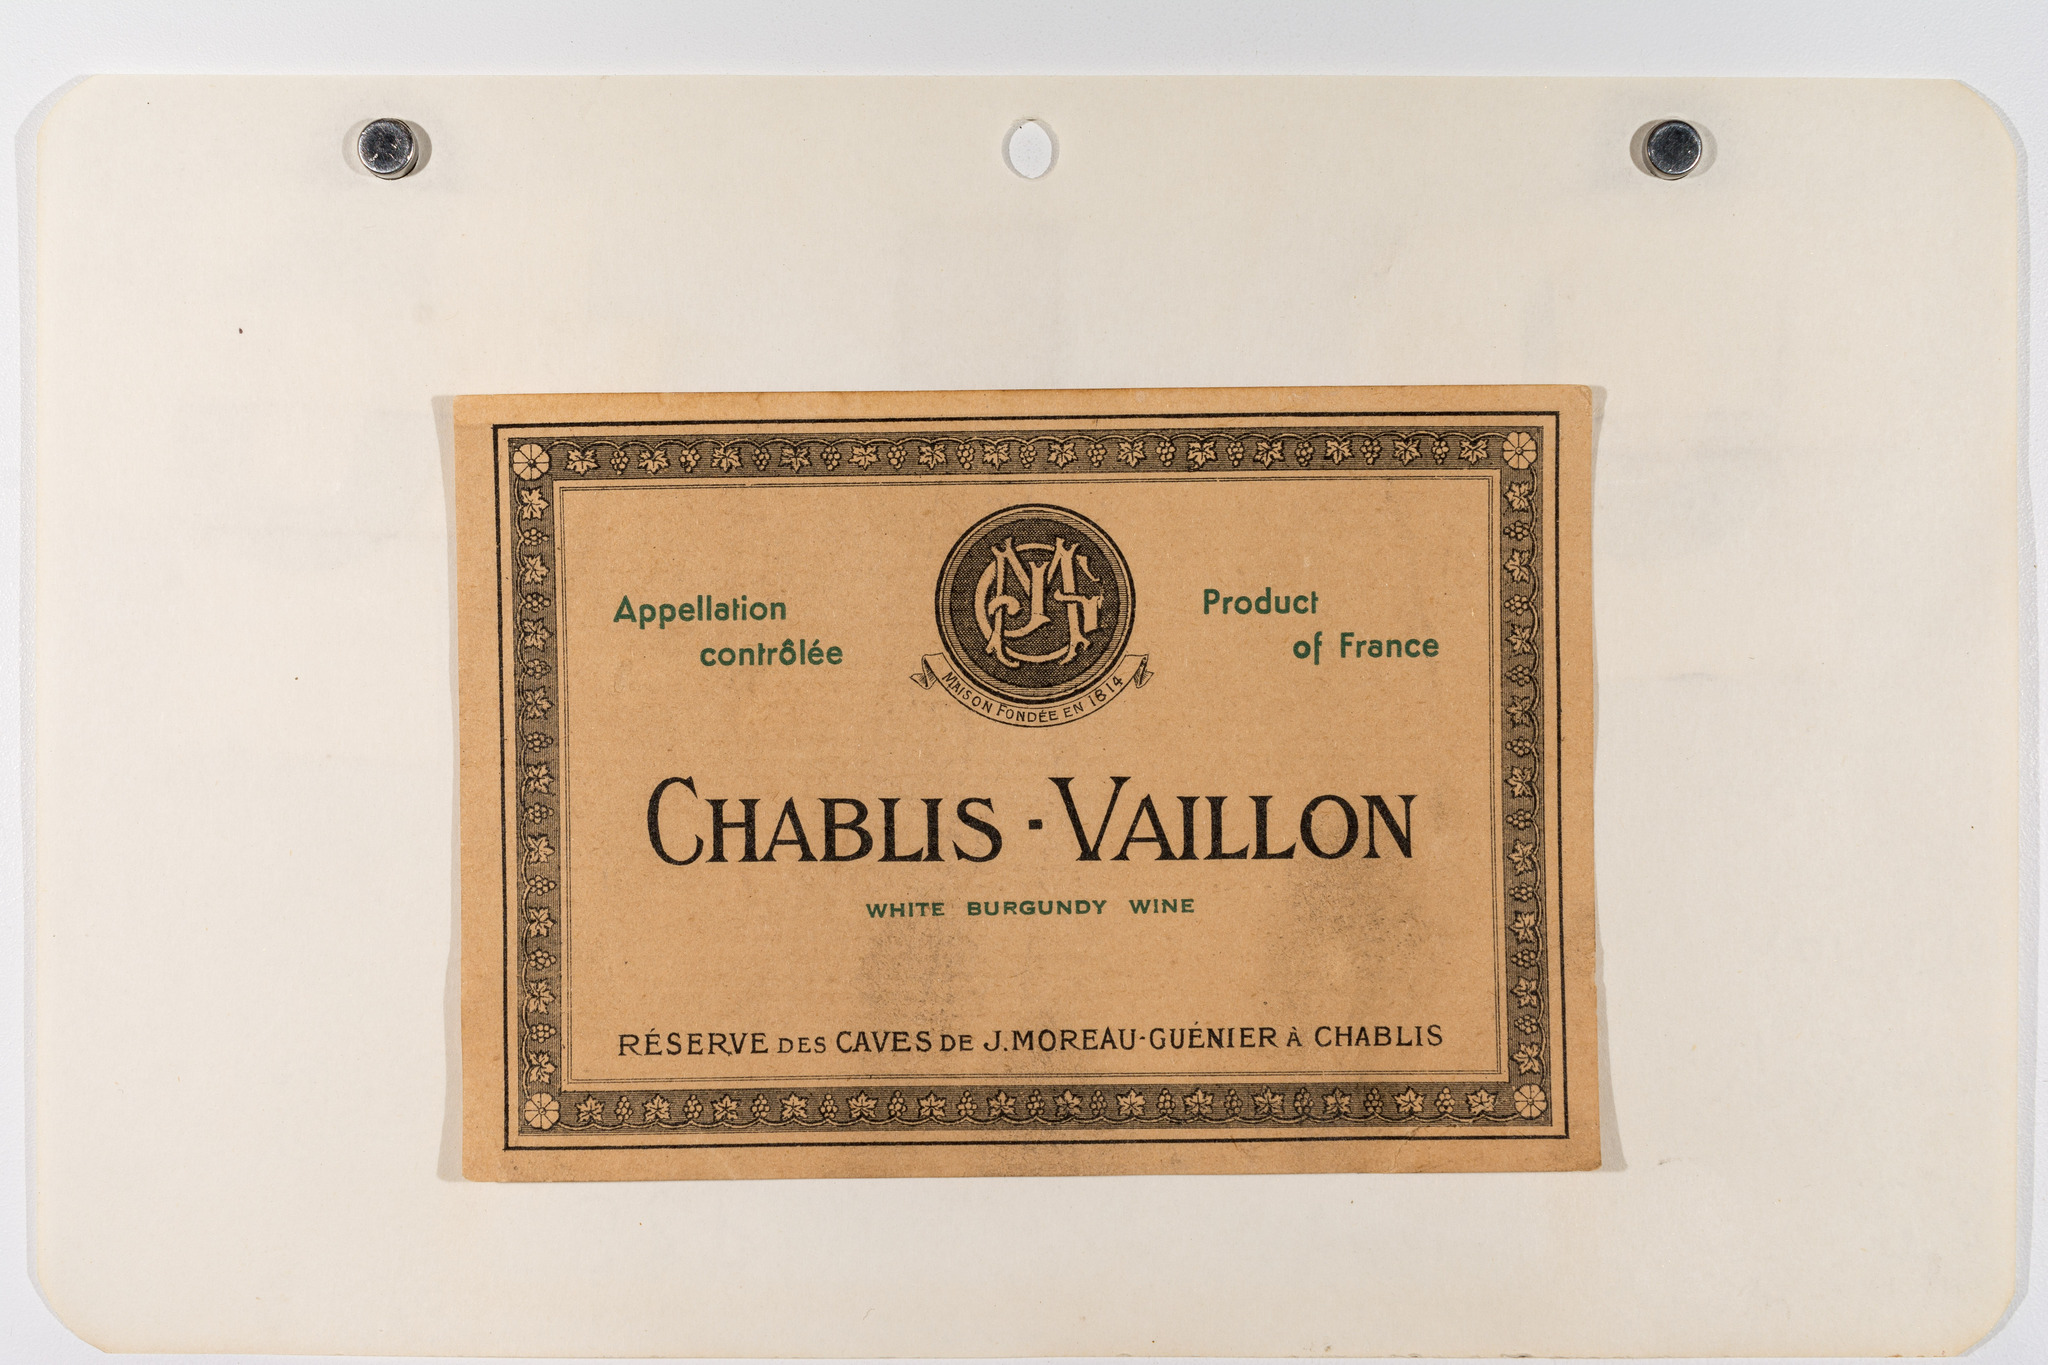 Appellation
contrôlée
JMG
MAISON FONDÉE EN 1814
Product
of France
CHABLIS - VAILLON
WHITE BURGUNDY WINE
RÉSERVE DES CAVES DE J.MOREAU-GUÉNIER À CHABLIS